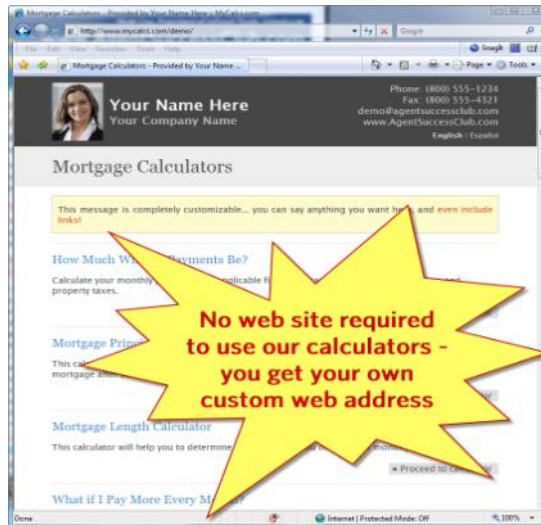 Mortgage Calculators - Provided by Your Name Here - MyCalcs.com
http://www.mycalcs.com/demo/
Google
File Edit View Favorites Tools Help
SnagIt
Mortgage Calculators - Provided by Your Name ...
Page Tools
Your Name Here
Your Company Name
Phone: (800) 555-1234
Fax: (800) 555-4321
demo@agentsuccessclub.com
www.AgentSuccessClub.com
English | Español
Mortgage Calculators
This message is completely customizable... you can say anything you want here, and even include
links!
How Much W Payments Be?
Calculate your monthly applicable and
property taxes.
No web site required
to use our calculators -
you get your own
custom web address
Mortgage Prin
This
mortgage
Mortgage Length Calculator
This calculator will help you to determine
Proceed to
What if I Pay More Every
Done
Internet | Protected Mode: Off
100%